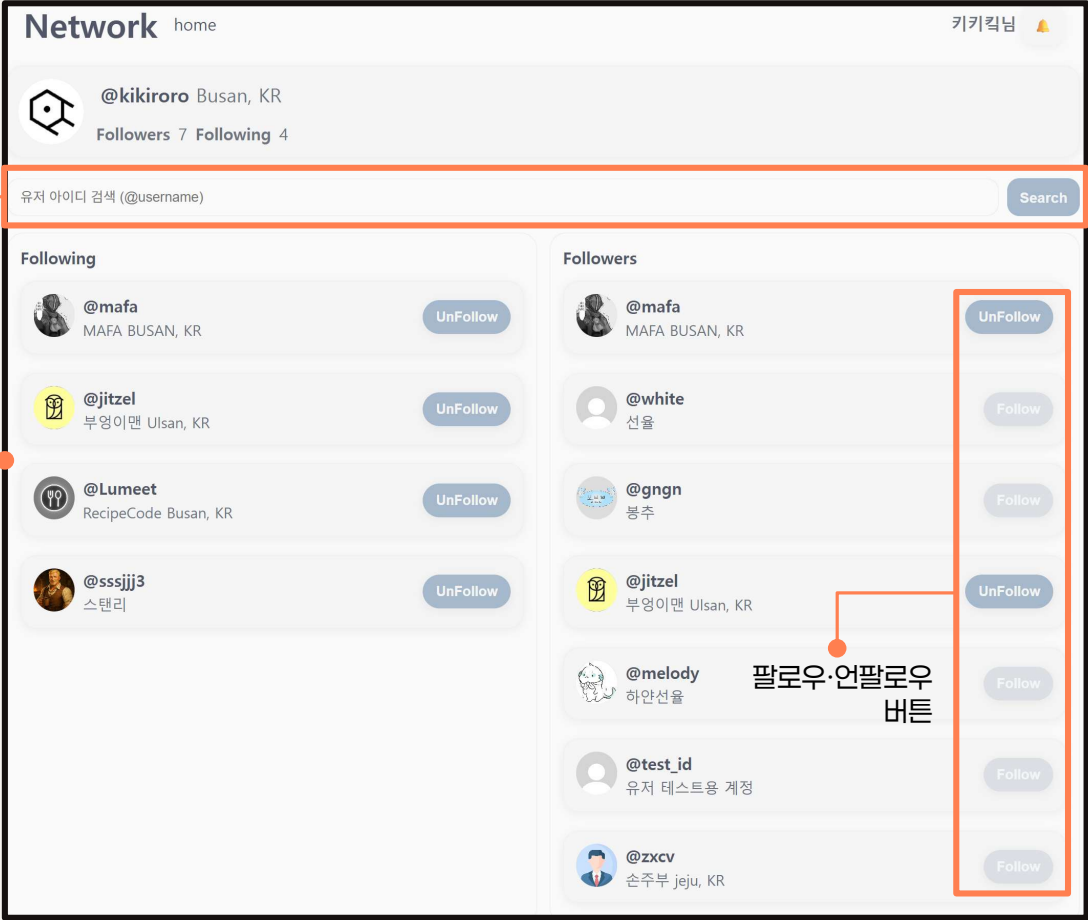 Network home
키키킥님
@kikiroro Busan, KR
Followers 7 Following 4
유저 아이디 검색 (@username)
Search
Following
@mafa
MAFA BUSAN, KR
UnFollow
@jitzel
부엉이맨 Ulsan, KR
UnFollow
@Lumeet
RecipeCode Busan, KR
UnFollow
@sssjjj3
스탠리
UnFollow
Followers
@mafa
MAFA BUSAN, KR
UnFollow
@white
선율
Follow
@gngn
봉추
Follow
@jitzel
부엉이맨 Ulsan, KR
UnFollow
@melody
하얀선율
Follow
@test_id
유저 테스트용 계정
Follow
@zxcv
손주부 jeju, KR
Follow
팔로우·언팔로우
버튼